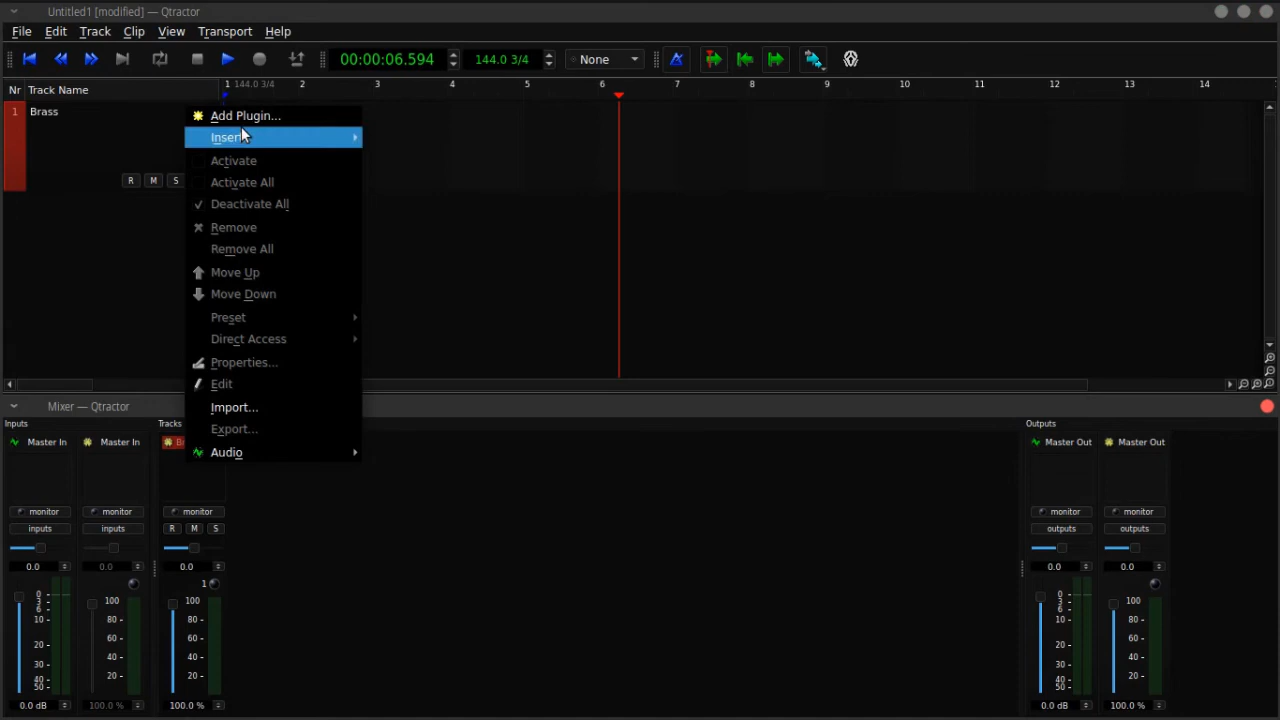 Untitled1 [modified] — Qtractor
File Edit Track Clip View Transport Help
00:00:06.594 144.0 3/4 None
Nr Track Name 1 144.0 3/4 2 3 4 5 6 7 8 9 10 11 12 13 14
1 Brass
R M S
Add Plugin...
Insert
Activate
Activate All
Deactivate All
Remove
Remove All
Move Up
Move Down
Preset
Direct Access
Properties...
Edit
Import...
Export...
Audio
Mixer — Qtractor
Inputs Tracks Outputs
Master In Master In Master Out Master Out
monitor monitor monitor monitor monitor
inputs inputs R M S outputs outputs
0.0 0.0 0.0 0.0 0.0
1
0 100 100 0 100
3 3
6 6
10 80 80 10 80
20 60 60 20 60
30 40 40 30 40
40 20 20 40 20
50 50
0.0 dB 100.0 % 100.0 % 0.0 dB 100.0 %